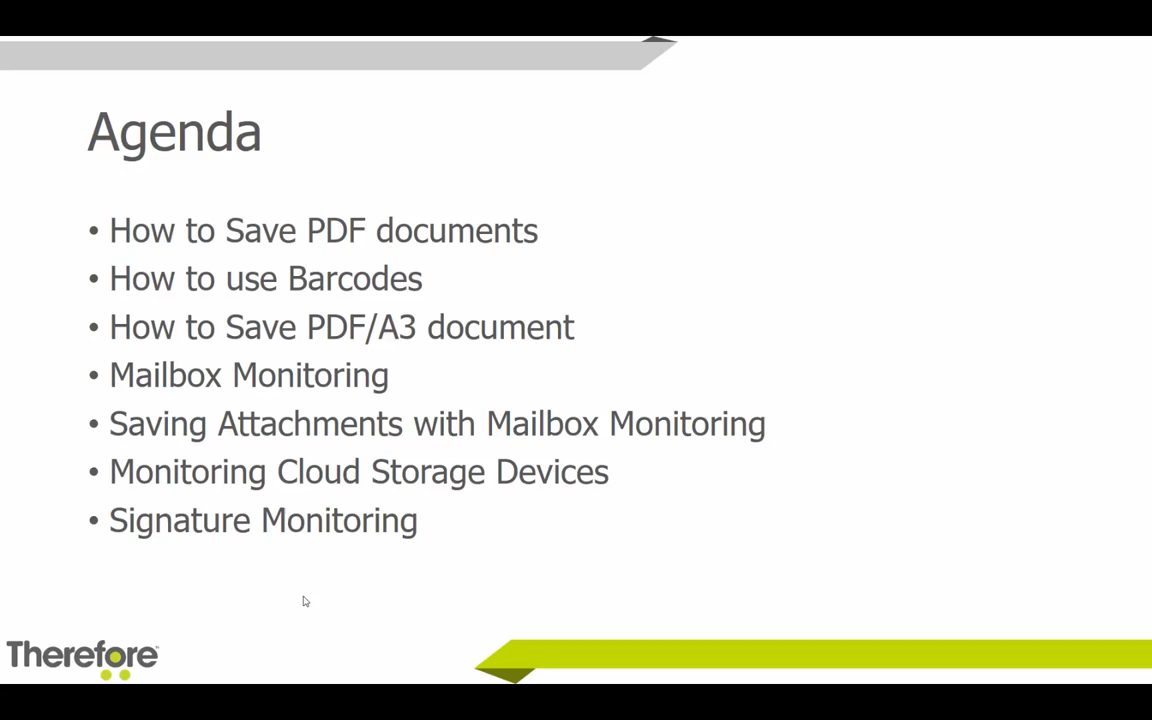 Agenda
• How to Save PDF documents
• How to use Barcodes
• How to Save PDF/A3 document
• Mailbox Monitoring
• Saving Attachments with Mailbox Monitoring
• Monitoring Cloud Storage Devices
• Signature Monitoring
Therefore